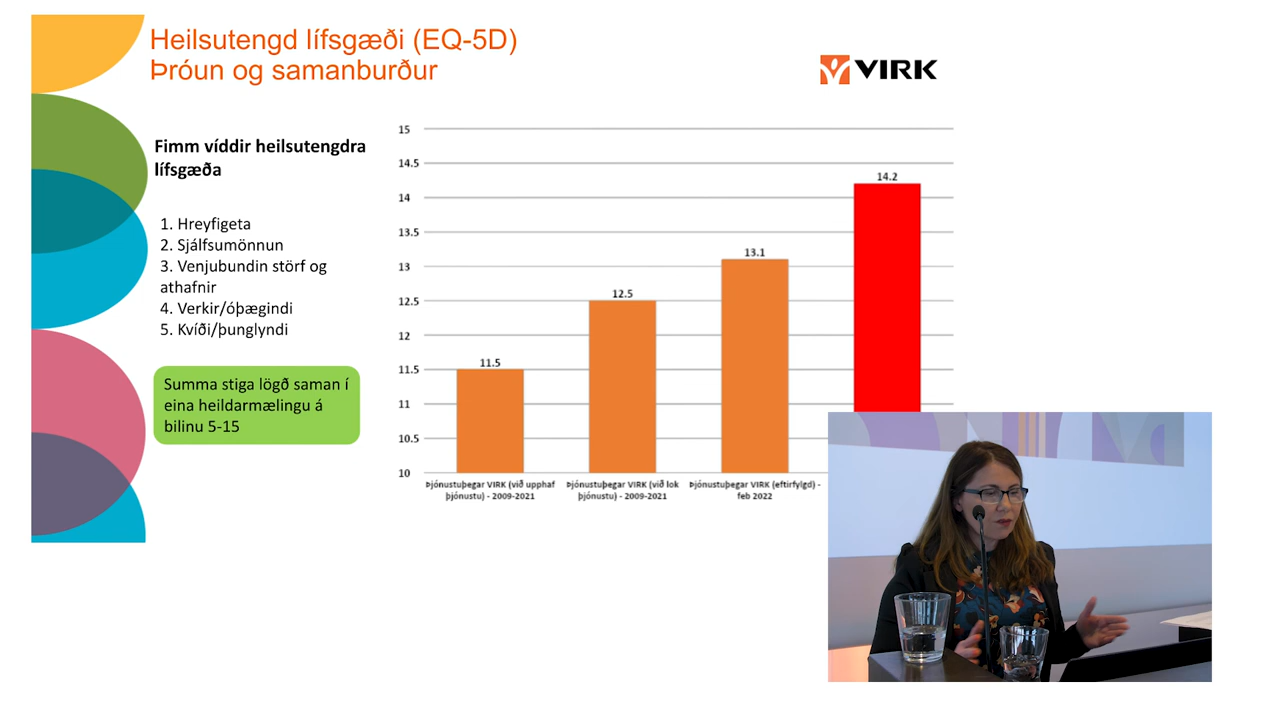 Heilsutengd lífsgæði (EQ-5D)
Þróun og samanburður
VIRK
Fimm víddir heilsutengdra
lífsgæða
1. Hreyfigeta
2. Sjálfsumönnun
3. Venjubundin störf og
athafnir
4. Verkir/óþægindi
5. Kvíði/þunglyndi
Summa stiga lögð saman í
eina heildarmælingu á
bilinu 5-15
15
14.5
14
13.5
13
12.5
12
11.5
11
10.5
10
11.5
12.5
13.1
14.2
Þjónustuþegar VIRK (við upphaf
þjónustu) - 2009-2021
Þjónustuþegar VIRK (við lok
þjónustu) - 2009-2021
Þjónustuþegar VIRK (eftirfylgd) -
feb 2022